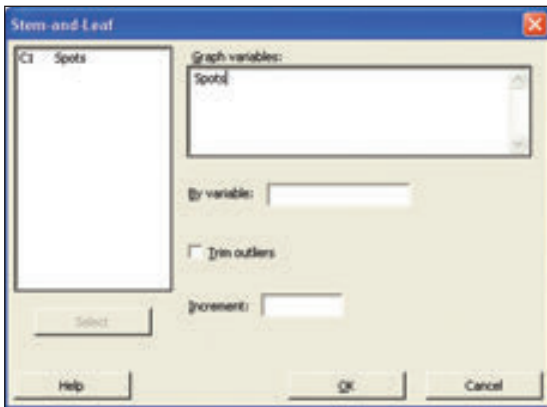 Stem-and-Leaf
C1 Spots
Graph variables:
Spots
By variable:
Trim outliers
Increment:
Select
Help
OK
Cancel